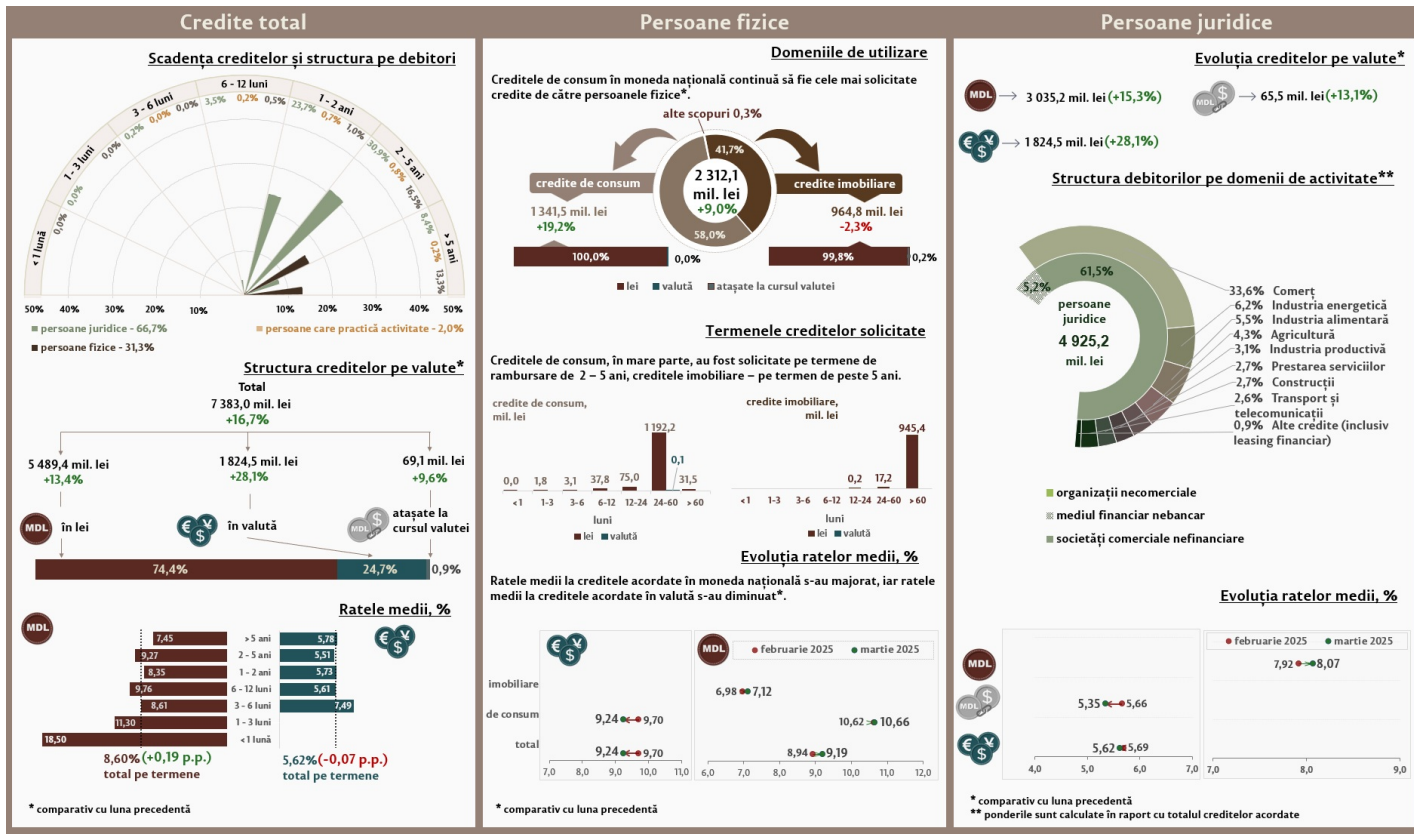 Credite total
Scadența creditelor și structura pe debitori
< 1 lună
1 - 3 luni
3 - 6 luni
6 - 12 luni
1 - 2 ani
2 - 5 ani
> 5 ani
0,0%
0,0%
0,0%
0,2%
0,0%
0,0%
3,5%
0,2%
0,5%
23,7%
0,7%
1,0%
30,9%
0,8%
16,5%
8,4%
0,2%
13,3%
50% 40% 30% 20% 10% 10% 20% 30% 40% 50%
persoane juridice - 66,7%
persoane care practică activitate - 2,0%
persoane fizice - 31,3%
Structura creditelor pe valute*
Total
7 383,0 mil. lei
+16,7%
5 489,4 mil. lei
+13,4%
1 824,5 mil. lei
+28,1%
69,1 mil. lei
+9,6%
MDL
în lei
€ ¥ $
în valută
MDL $
atașate la
cursul valutei
74,4%
24,7%
0,9%
Ratele medii, %
MDL
€ ¥ $
7,45 > 5 ani 5,78
9,27 2 - 5 ani 5,51
8,35 1 - 2 ani 5,73
9,76 6 - 12 luni 5,61
8,61 3 - 6 luni 7,49
11,30 1 - 3 luni
18,50 <1 lună
8,60% (+0,19 p.p.)
total pe termene
5,62% (-0,07 p.p.)
total pe termene
* comparativ cu luna precedentă
Persoane fizice
Domeniile de utilizare
Creditele de consum în moneda națională continuă să fie cele mai solicitate
credite de către persoanele fizice*.
alte scopuri 0,3%
41,7%
2 312,1
mil. lei
+9,0%
58,0%
credite de consum
1 341,5 mil. lei
+19,2%
credite imobiliare
964,8 mil. lei
-2,3%
100,0%
0,0%
99,8%
0,2%
lei valută atașate la cursul valutei
Termenele creditelor solicitate
Creditele de consum, în mare parte, au fost solicitate pe termene de
rambursare de 2 – 5 ani, creditele imobiliare – pe termen de peste 5 ani.
credite de consum,
mil. lei
0,0 1,8 3,1 37,8 75,0 1 192,2 0,1 31,5
<1 1-3 3-6 6-12 12-24 24-60 > 60
luni
lei valută
credite imobiliare,
mil. lei
0,2 17,2 945,4
<1 1-3 3-6 6-12 12-24 24-60 > 60
luni
lei valută
Evoluția ratelor medii, %
Ratele medii la creditele acordate în moneda națională s-au majorat, iar ratele
medii la creditele acordate în valută s-au diminuat*.
€ ¥ $
MDL
februarie 2025 martie 2025
imobiliare
6,98 7,12
de consum
9,24 9,70
10,62 10,66
total
9,24 9,70
8,94 9,19
7,0 8,0 9,0 10,0 11,0
6,0 7,0 8,0 9,0 10,0 11,0 12,0
* comparativ cu luna precedentă
Persoane juridice
Evoluția creditelor pe valute*
MDL
3 035,2 mil. lei (+15,3%)
MDL $
65,5 mil. lei (+13,1%)
€ ¥ $
1 824,5 mil. lei (+28,1%)
Structura debitorilor pe domenii de activitate**
61,5%
5,2%
persoane
juridice
4 925,2
mil. lei
33,6% Comerț
6,2% Industria energetică
5,5% Industria alimentară
4,3% Agricultură
3,1% Industria productivă
2,7% Prestarea serviciilor
2,7% Construcții
2,6% Transport și
telecomunicații
0,9% Alte credite (inclusiv
leasing financiar)
organizații necomerciale
mediul financiar nebancar
societăți comerciale nefinanciare
Evoluția ratelor medii, %
februarie 2025 martie 2025
MDL
7,92 8,07
MDL $
5,35 5,66
€ ¥ $
5,62 5,69
4,0 5,0 6,0 7,0
7,0 8,0 9,0
* comparativ cu luna precedentă
** ponderile sunt calculate în raport cu totalul creditelor acordate